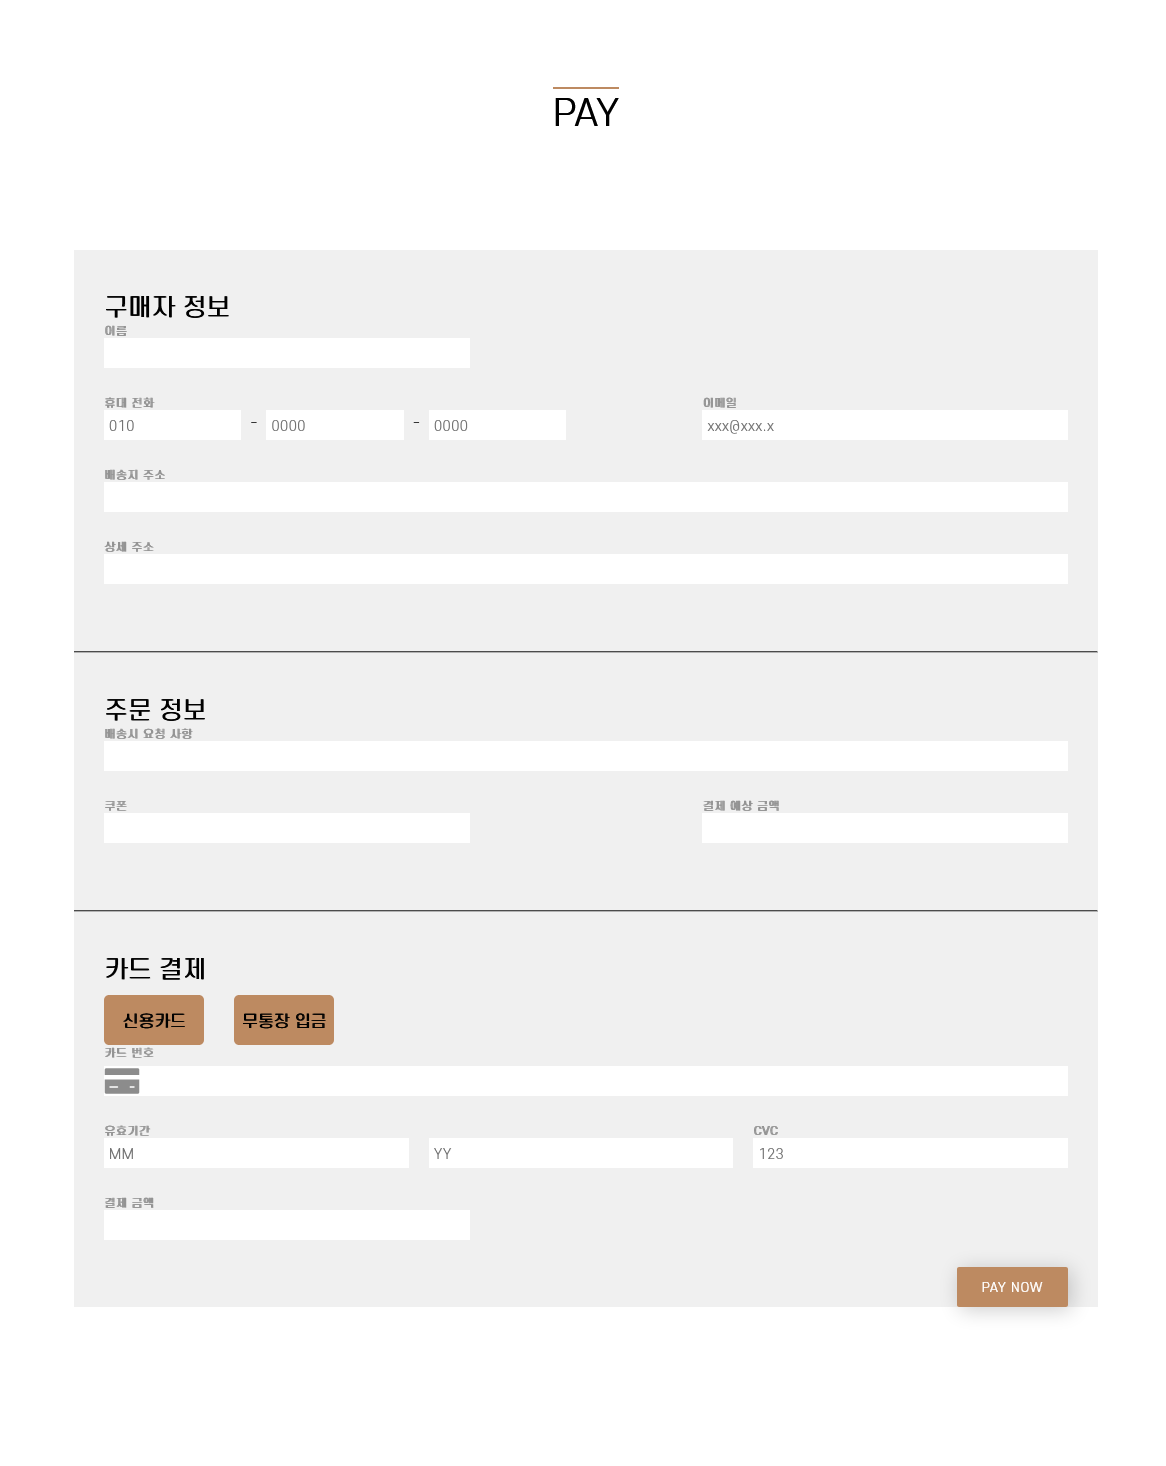 PAY
구매자 정보
이름
휴대 전화 이메일
010 - 0000 - 0000 xxx@xxx.x
배송지 주소
상세 주소
주문 정보
배송시 요청 사항
쿠폰 결제 예상 금액
카드 결제
신용카드 무통장 입금
카드 번호
유효기간 CVC
MM YY 123
결제 금액
PAY NOW